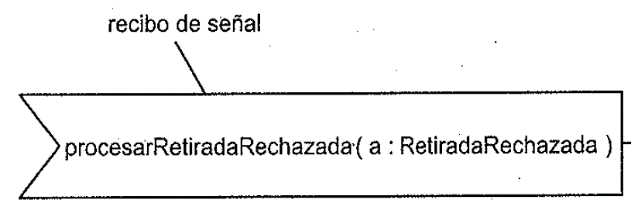 recibo de señal
procesarRetiradaRechazada( a : RetiradaRechazada )